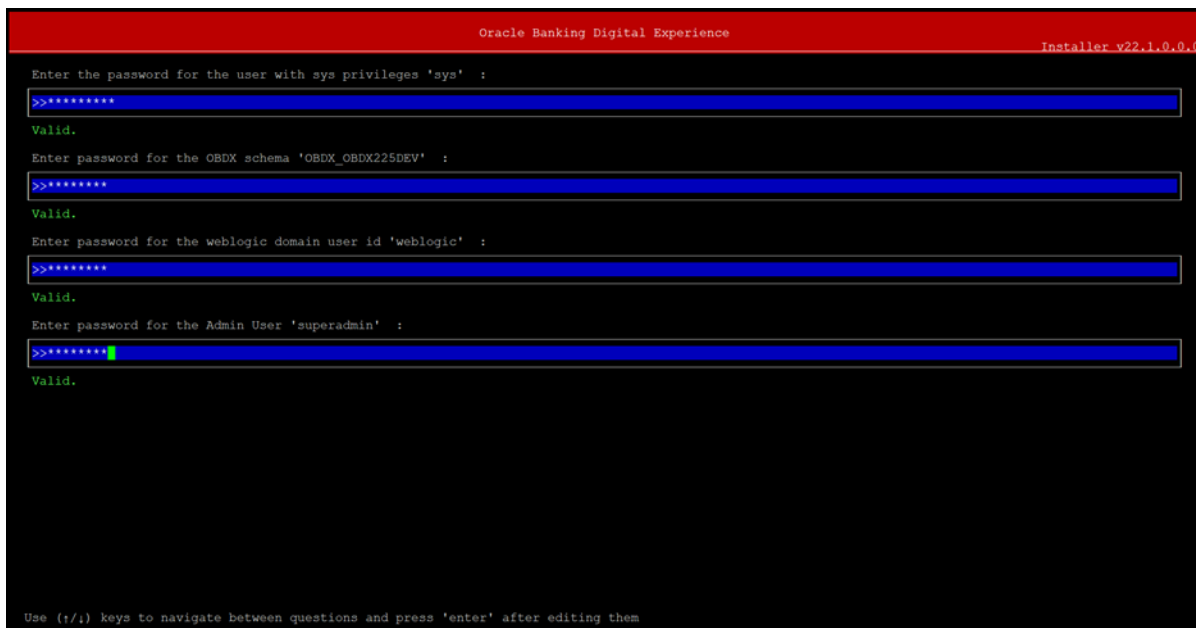 Oracle Banking Digital Experience
Installer v22.1.0.0.0
Enter the password for the user with sys privileges 'sys'  :
>>*********
Valid.
Enter password for the OBDX schema 'OBDX_OBDX225DEV'  :
>>********
Valid.
Enter password for the weblogic domain user id 'weblogic'  :
>>********
Valid.
Enter password for the Admin User 'superadmin'  :
>>********
Valid.
Use (↑/↓) keys to navigate between questions and press 'enter' after editing them